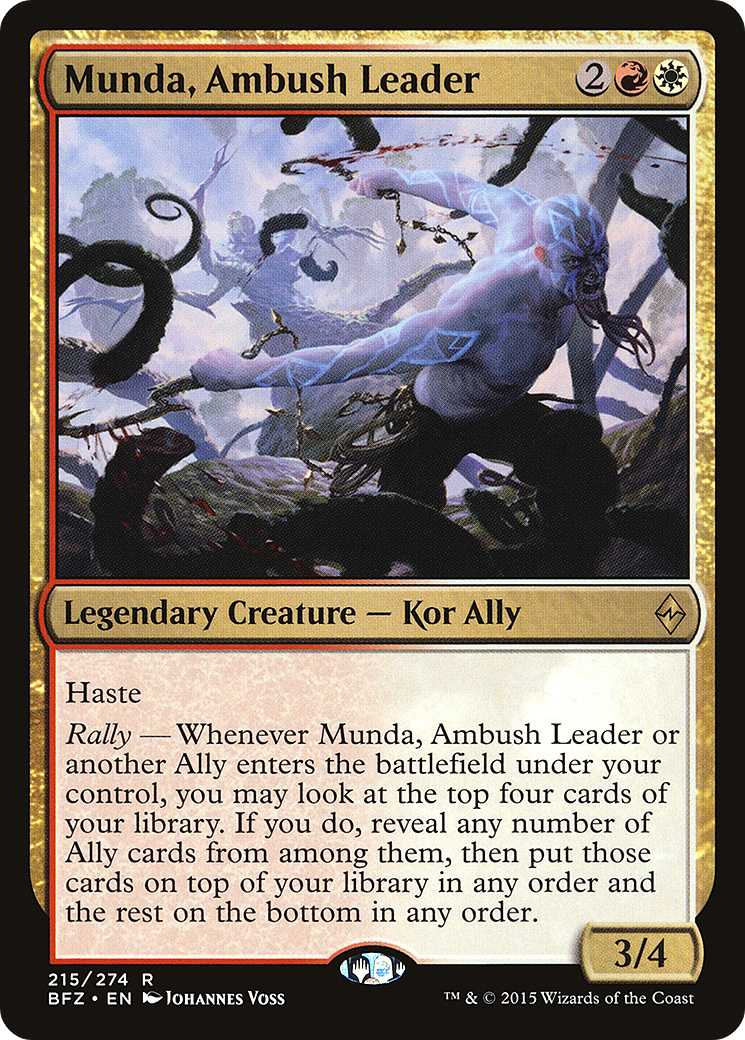 Munda, Ambush Leader 2
Legendary Creature — Kor Ally
Haste
Rally — Whenever Munda, Ambush Leader or
another Ally enters the battlefield under your
control, you may look at the top four cards of
your library. If you do, reveal any number of
Ally cards from among them, then put those
cards on top of your library in any order and
the rest on the bottom in any order.
3/4
215/274 R
BFZ • EN Johannes Voss
™ & © 2015 Wizards of the Coast